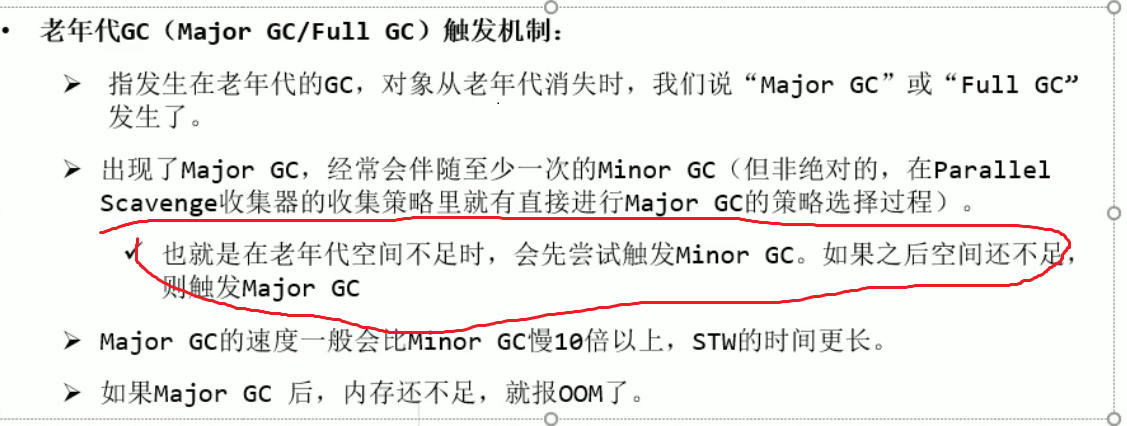 • 老年代GC（Major GC/Full GC）触发机制：
➢ 指发生在老年代的GC，对象从老年代消失时，我们说“Major GC”或“Full GC”
发生了。
➢ 出现了Major GC，经常会伴随至少一次的Minor GC（但非绝对的，在Parallel
Scavenge收集器的收集策略里就有直接进行Major GC的策略选择过程）。
✓ 也就是在老年代空间不足时，会先尝试触发Minor GC。如果之后空间还不足，
则触发Major GC
➢ Major GC的速度一般会比Minor GC慢10倍以上，STW的时间更长。
➢ 如果Major GC 后，内存还不足，就报OOM了。